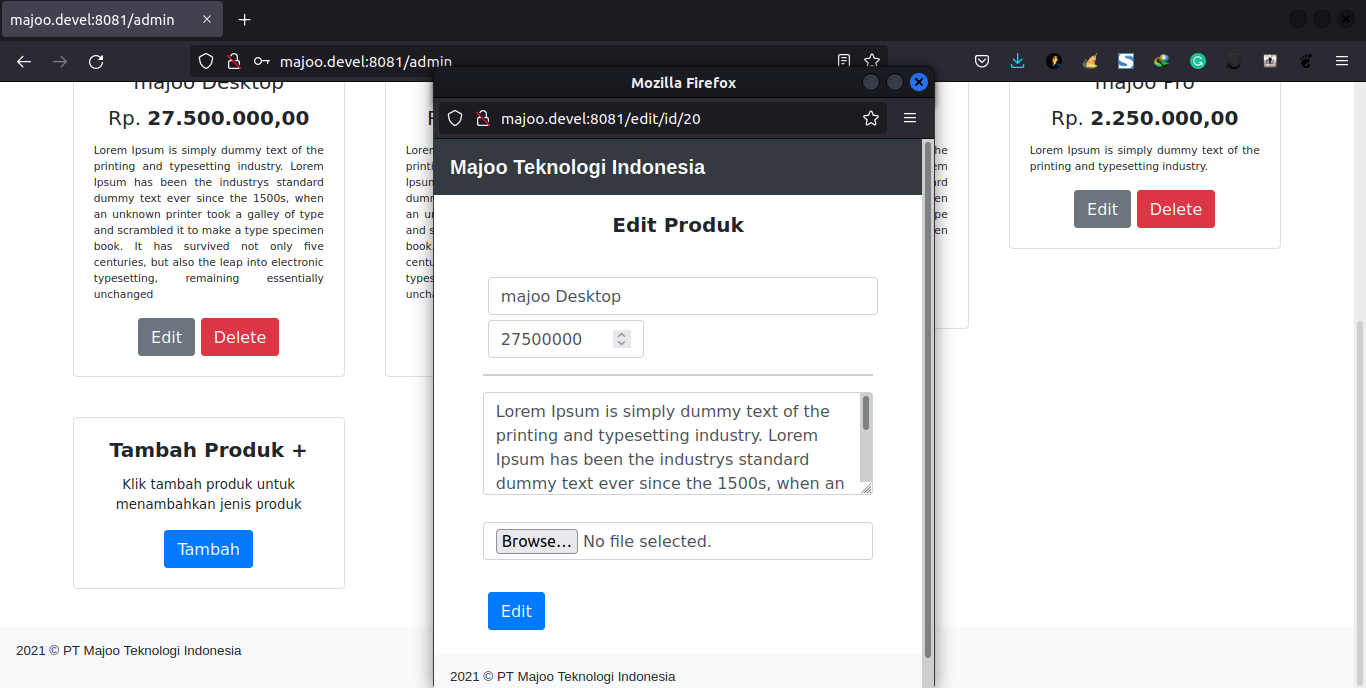 majoo.devel:8081/admin
majoo.devel:8081/admin
majoo Desktop
Rp. 27.500.000,00
Lorem Ipsum is simply dummy text of the
printing and typesetting industry. Lorem
Ipsum has been the industrys standard
dummy text ever since the 1500s, when
an unknown printer took a galley of type
and scrambled it to make a type specimen
book. It has survived not only five
centuries, but also the leap into electronic
typesetting, remaining essentially
unchanged
Edit Delete
Tambah Produk +
Klik tambah produk untuk
menambahkan jenis produk
Tambah
2021 © PT Majoo Teknologi Indonesia
Mozilla Firefox
majoo.devel:8081/edit/id/20
Majoo Teknologi Indonesia
Edit Produk
majoo Desktop
27500000
Lorem Ipsum is simply dummy text of the
printing and typesetting industry. Lorem
Ipsum has been the industrys standard
dummy text ever since the 1500s, when an
Browse... No file selected.
Edit
2021 © PT Majoo Teknologi Indonesia
majoo Pro
Rp. 2.250.000,00
Lorem Ipsum is simply dummy text of the
printing and typesetting industry.
Edit Delete